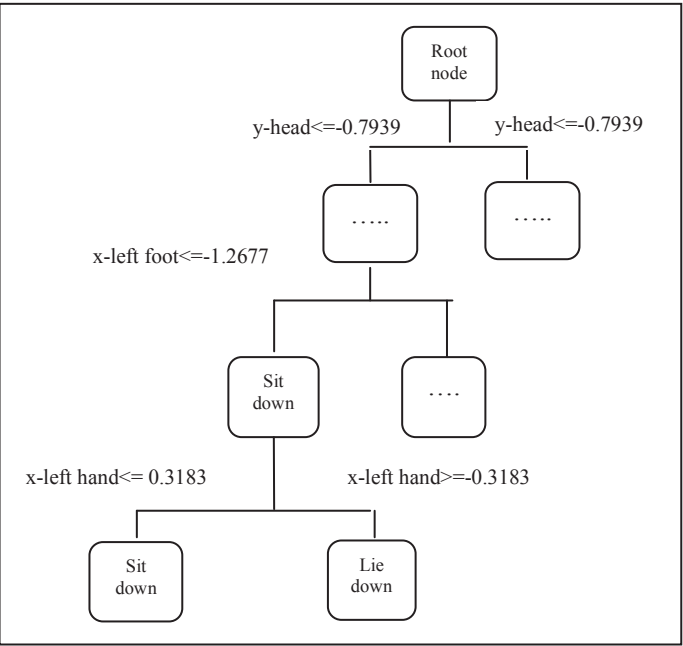 Root
node
y-head<=-0.7939
y-head<=-0.7939
…..
…..
x-left foot<=-1.2677
Sit
down
….
x-left hand<= 0.3183
x-left hand>=-0.3183
Sit
down
Lie
down